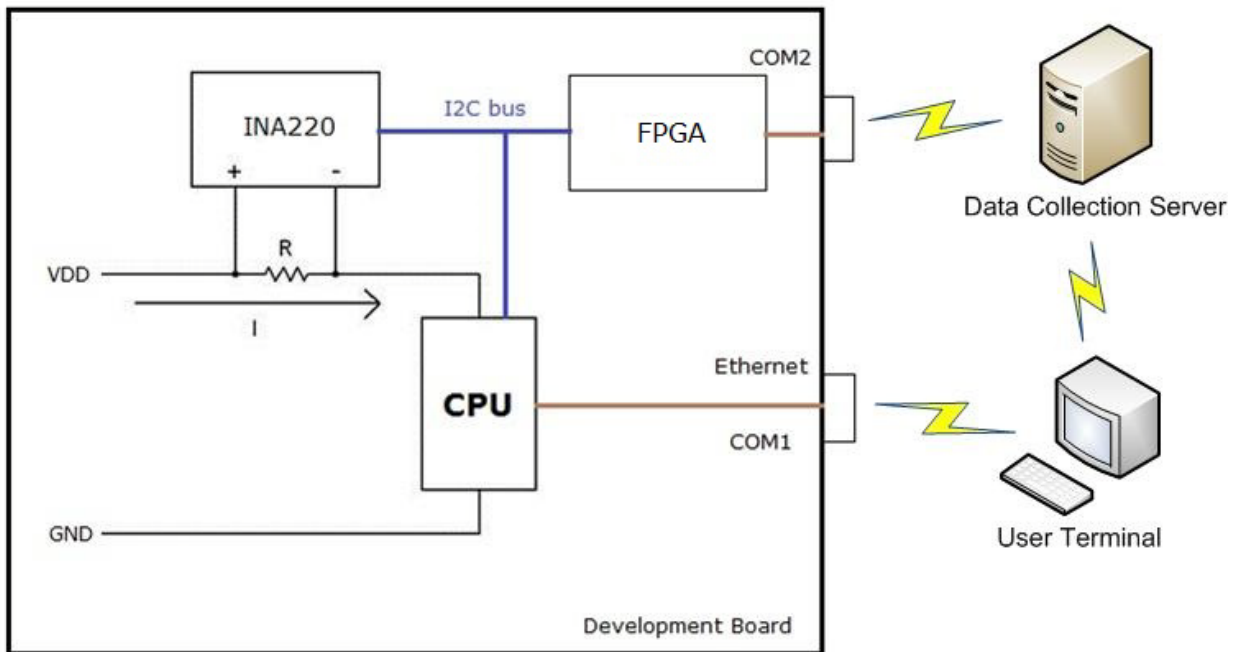 COM2
I2C bus
INA220
FPGA
+ -
Data Collection Server
R
VDD
I
Ethernet
CPU
COM1
GND
User Terminal
Development Board